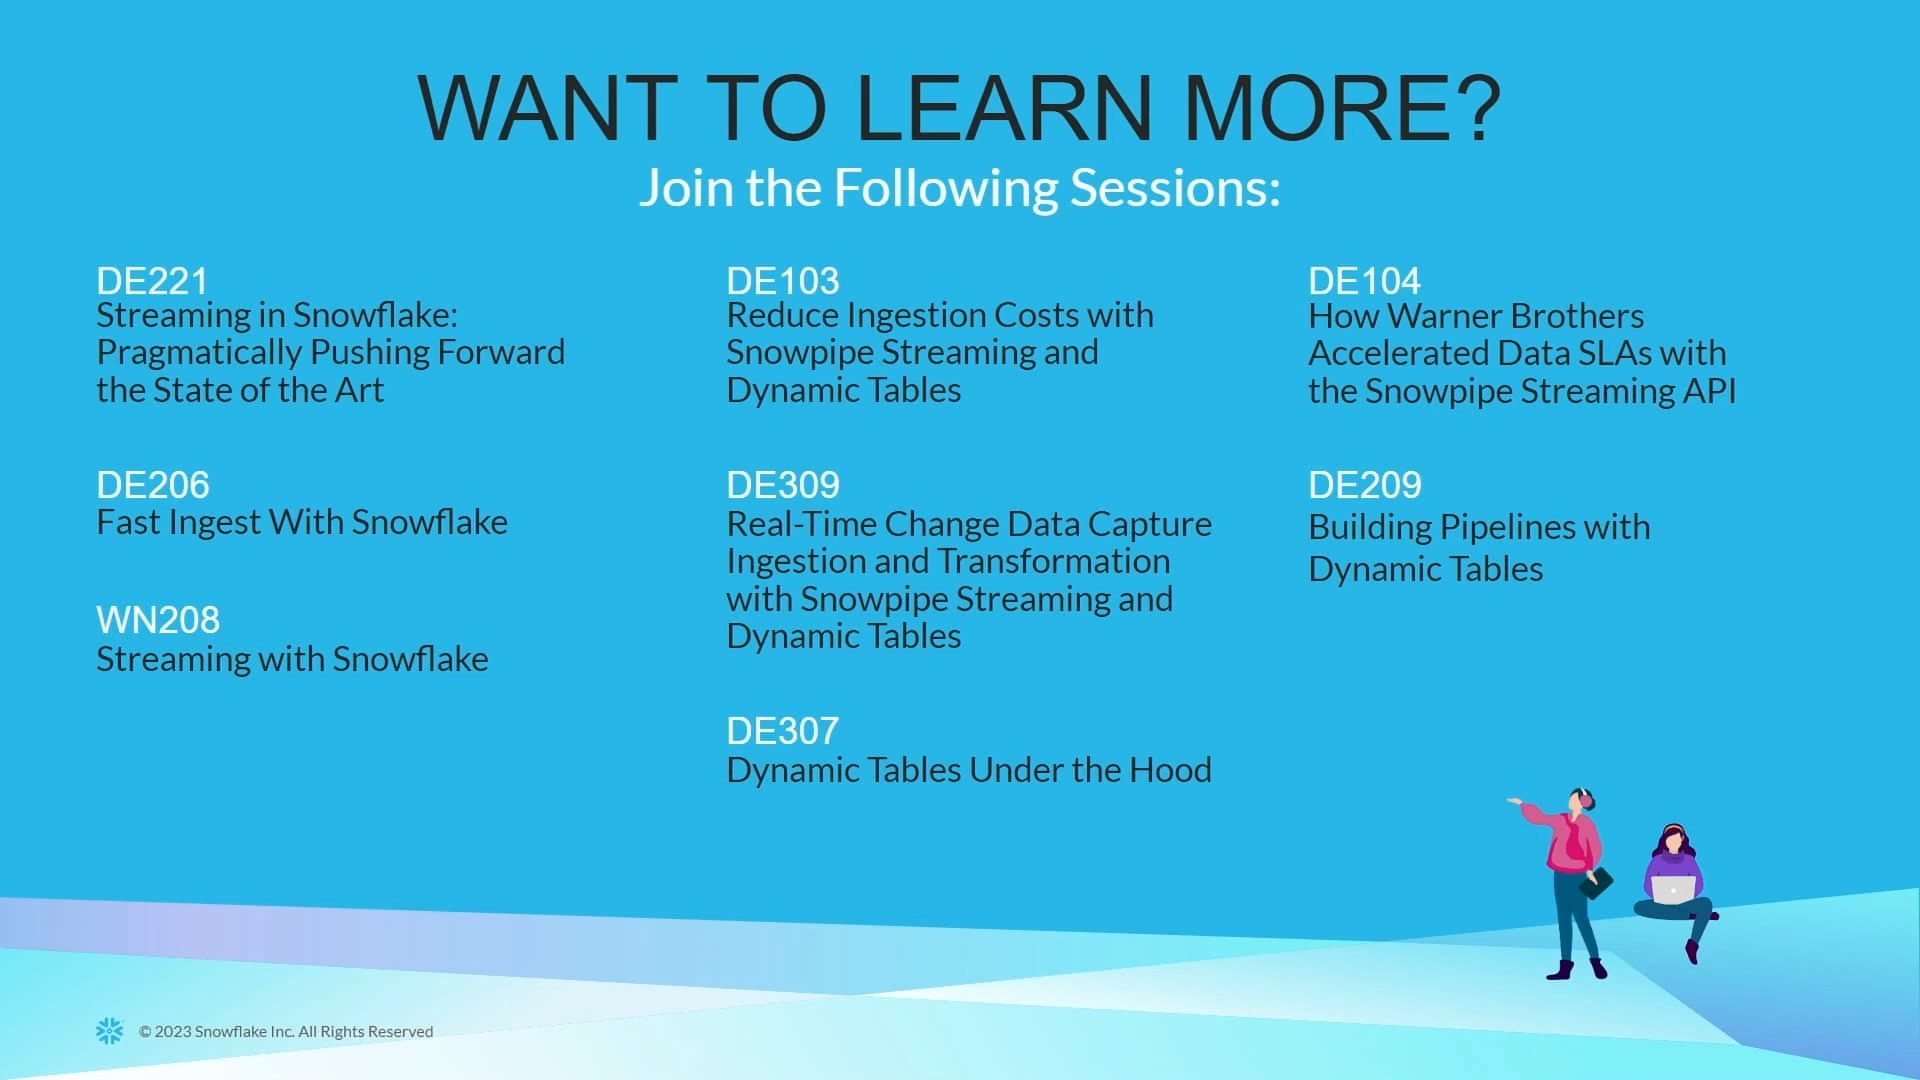 WANT TO LEARN MORE?
Join the Following Sessions:
DE221
Streaming in Snowflake:
Pragmatically Pushing Forward
the State of the Art
DE206
Fast Ingest With Snowflake
WN208
Streaming with Snowflake
DE103
Reduce Ingestion Costs with
Snowpipe Streaming and
Dynamic Tables
DE309
Real-Time Change Data Capture
Ingestion and Transformation
with Snowpipe Streaming and
Dynamic Tables
DE307
Dynamic Tables Under the Hood
DE104
How Warner Brothers
Accelerated Data SLAs with
the Snowpipe Streaming API
DE209
Building Pipelines with
Dynamic Tables
© 2023 Snowflake Inc. All Rights Reserved